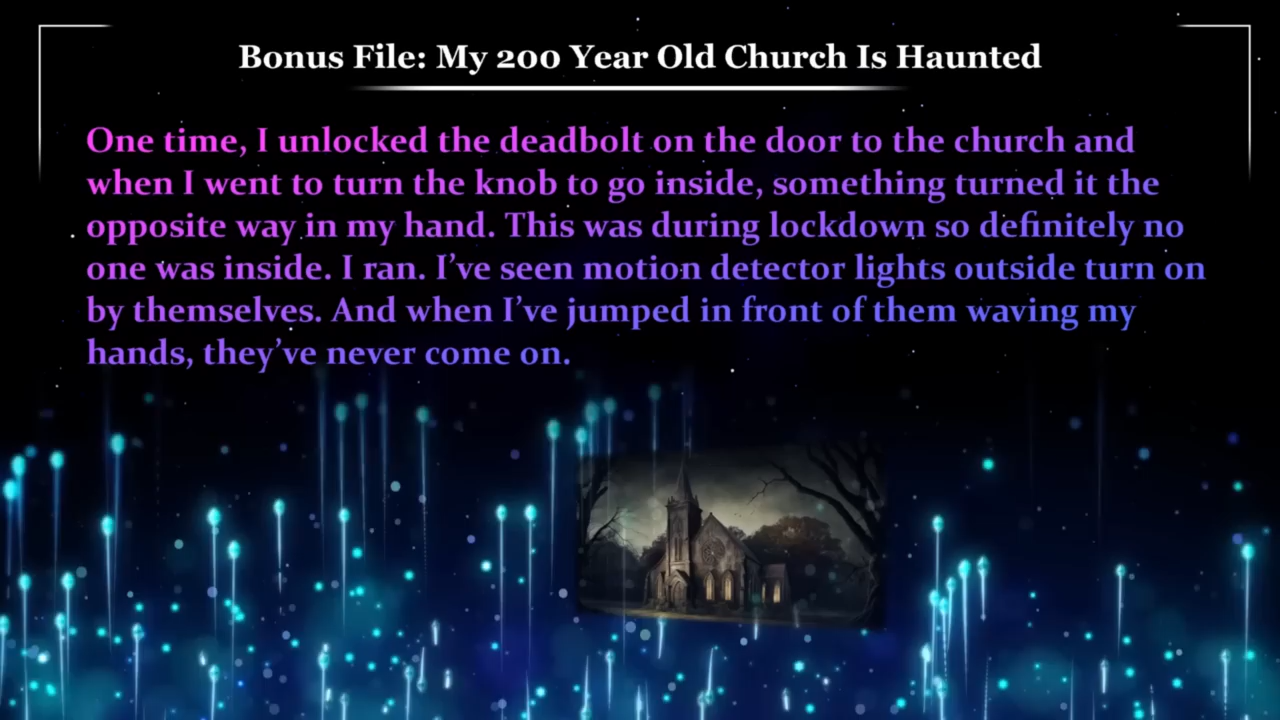 Bonus File: My 200 Year Old Church Is Haunted
One time, I unlocked the deadbolt on the door to the church and
when I went to turn the knob to go inside, something turned it the
opposite way in my hand. This was during lockdown so definitely no
one was inside. I ran. I've seen motion detector lights outside turn on
by themselves. And when I've jumped in front of them waving my
hands, they've never come on.